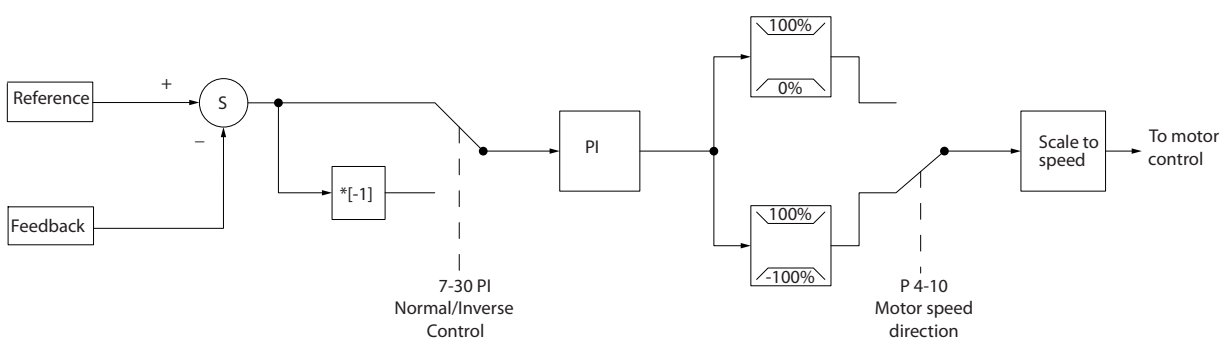 100%
0%
Reference
+
S
–
*[-1]
Feedback
7-30 PI
Normal/Inverse
Control
PI
100%
-100%
P 4-10
Motor speed
direction
Scale to
speed
To motor
control